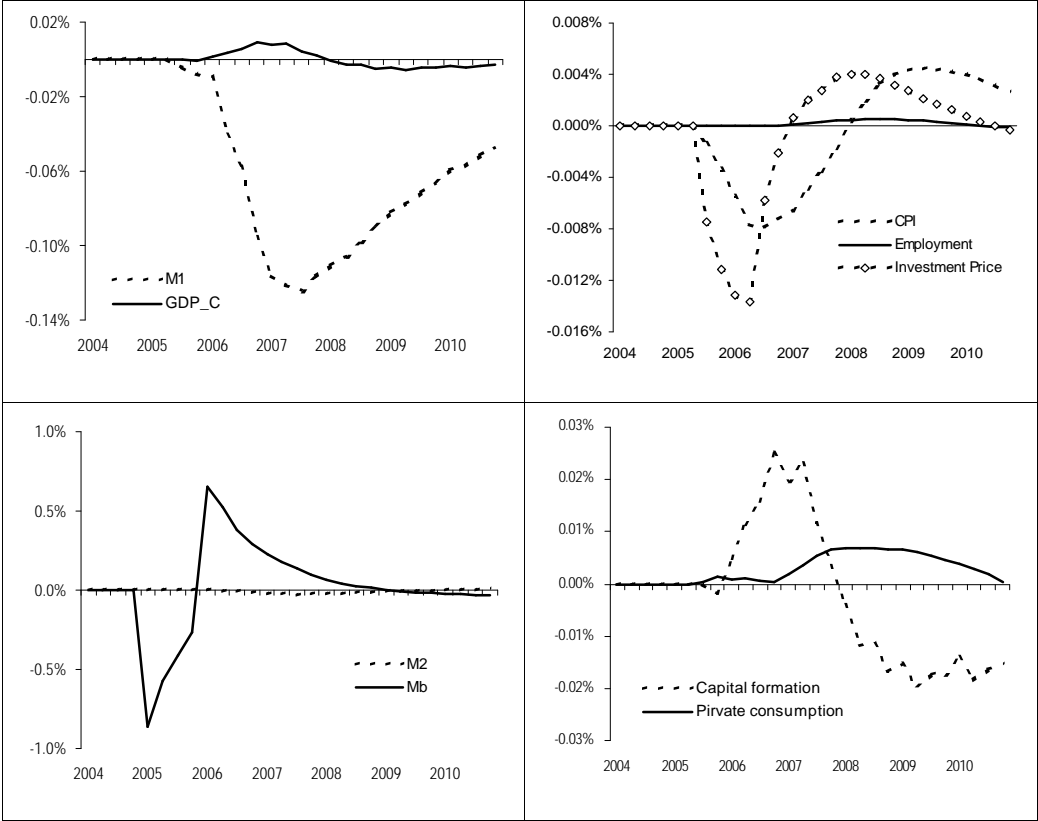 0.02%
-0.02%
-0.06%
-0.10%
-0.14%
M1
GDP_C
2004 2005 2006 2007 2008 2009 2010
0.008%
0.004%
0.000%
-0.004%
-0.008%
-0.012%
-0.016%
CPI
Employment
Investment Price
2004 2005 2006 2007 2008 2009 2010
1.0%
0.5%
0.0%
-0.5%
-1.0%
M2
Mb
2004 2005 2006 2007 2008 2009 2010
0.03%
0.02%
0.01%
0.00%
-0.01%
-0.02%
-0.03%
Capital formation
Pirvate consumption
2004 2005 2006 2007 2008 2009 2010